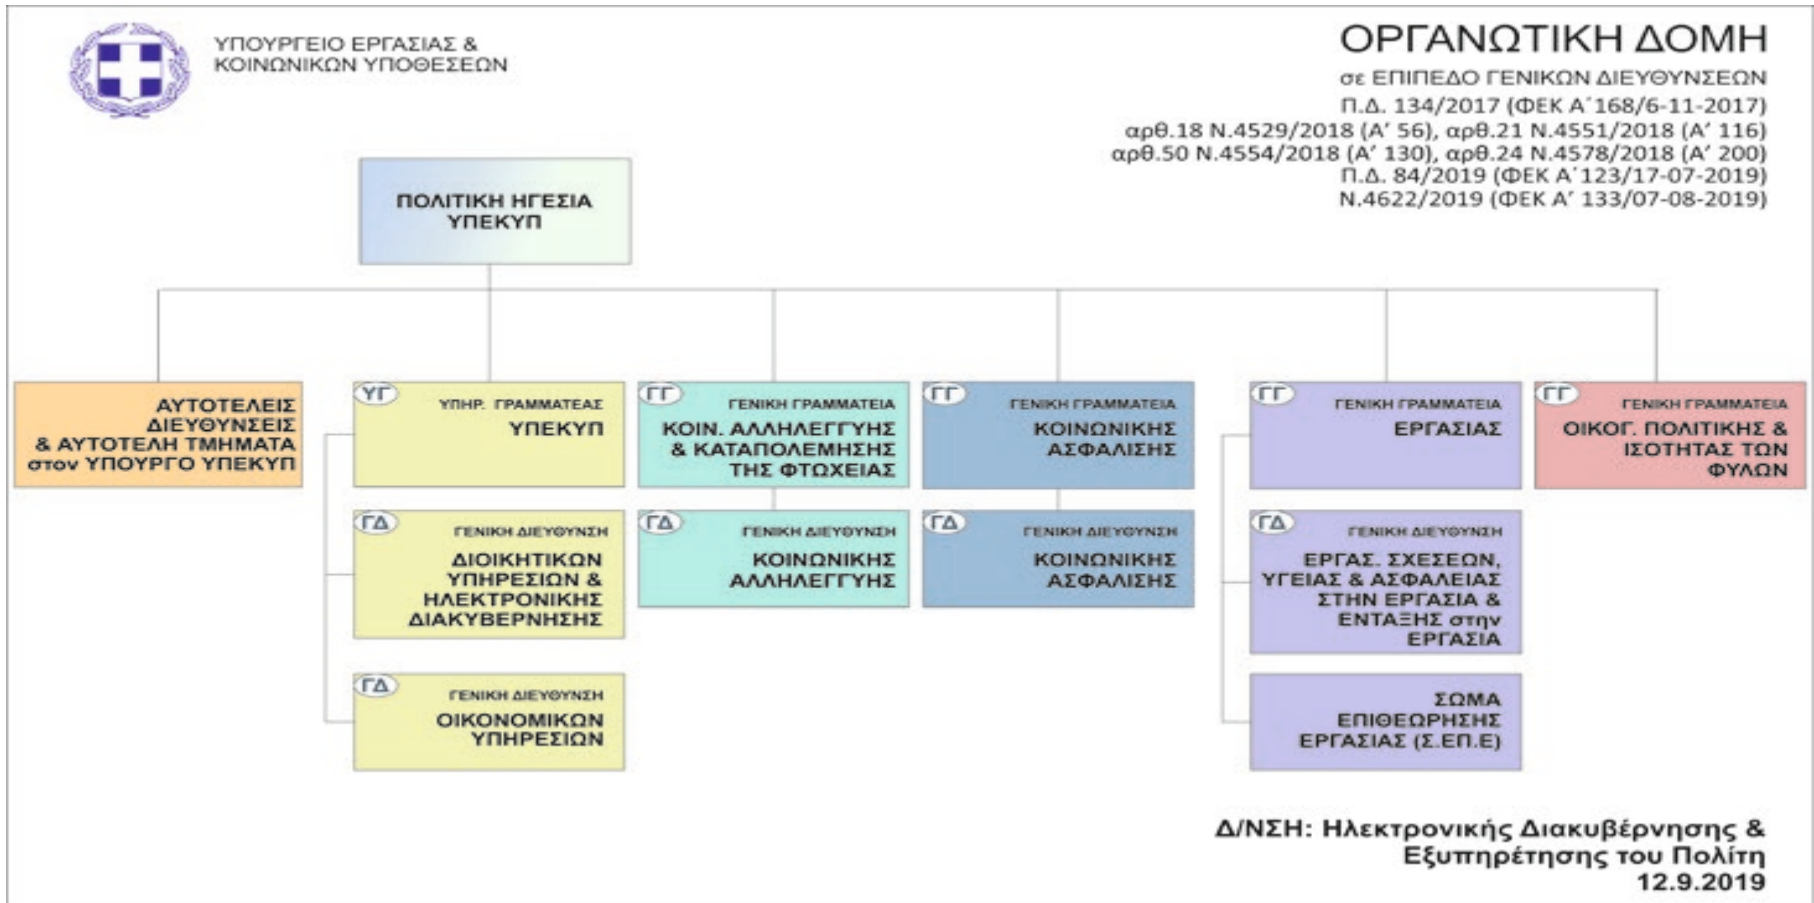 ΥΠΟΥΡΓΕΙΟ ΕΡΓΑΣΙΑΣ &
ΚΟΙΝΩΝΙΚΩΝ ΥΠΟΘΕΣΕΩΝ
ΟΡΓΑΝΩΤΙΚΗ ΔΟΜΗ
σε ΕΠΙΠΕΔΟ ΓΕΝΙΚΩΝ ΔΙΕΥΘΥΝΣΕΩΝ
Π.Δ. 134/2017 (ΦΕΚ Α΄168/6-11-2017)
αρθ.18 Ν.4529/2018 (Α’ 56), αρθ.21 Ν.4551/2018 (Α’ 116)
αρθ.50 Ν.4554/2018 (Α’ 130), αρθ.24 Ν.4578/2018 (Α’ 200)
Π.Δ. 84/2019 (ΦΕΚ Α΄123/17-07-2019)
Ν.4622/2019 (ΦΕΚ Α’ 133/07-08-2019)
ΠΟΛΙΤΙΚΗ ΗΓΕΣΙΑ
ΥΠΕΚΥΠ
ΑΥΤΟΤΕΛΕΙΣ
ΔΙΕΥΘΥΝΣΕΙΣ
& ΑΥΤΟΤΕΛΗ ΤΜΗΜΑΤΑ
στον ΥΠΟΥΡΓΟ ΥΠΕΚΥΠ
ΥΓ
ΥΠΗΡ. ΓΡΑΜΜΑΤΕΑΣ
ΥΠΕΚΥΠ
ΓΔ
ΓΕΝΙΚΗ ΔΙΕΥΘΥΝΣΗ
ΔΙΟΙΚΗΤΙΚΩΝ
ΥΠΗΡΕΣΙΩΝ &
ΗΛΕΚΤΡΟΝΙΚΗΣ
ΔΙΑΚΥΒΕΡΝΗΣΗΣ
ΓΔ
ΓΕΝΙΚΗ ΔΙΕΥΘΥΝΣΗ
ΟΙΚΟΝΟΜΙΚΩΝ
ΥΠΗΡΕΣΙΩΝ
ΓΓ
ΓΕΝΙΚΗ ΓΡΑΜΜΑΤΕΙΑ
ΚΟΙΝ. ΑΛΛΗΛΕΓΓΥΗΣ
& ΚΑΤΑΠΟΛΕΜΗΣΗΣ
ΤΗΣ ΦΤΩΧΕΙΑΣ
ΓΔ
ΓΕΝΙΚΗ ΔΙΕΥΘΥΝΣΗ
ΚΟΙΝΩΝΙΚΗΣ
ΑΛΛΗΛΕΓΓΥΗΣ
ΓΓ
ΓΕΝΙΚΗ ΓΡΑΜΜΑΤΕΙΑ
ΚΟΙΝΩΝΙΚΗΣ
ΑΣΦΑΛΙΣΗΣ
ΓΔ
ΓΕΝΙΚΗ ΔΙΕΥΘΥΝΣΗ
ΚΟΙΝΩΝΙΚΗΣ
ΑΣΦΑΛΙΣΗΣ
ΓΓ
ΓΕΝΙΚΗ ΓΡΑΜΜΑΤΕΙΑ
ΕΡΓΑΣΙΑΣ
ΓΔ
ΓΕΝΙΚΗ ΔΙΕΥΘΥΝΣΗ
ΕΡΓΑΣ. ΣΧΕΣΕΩΝ,
ΥΓΕΙΑΣ & ΑΣΦΑΛΕΙΑΣ
ΣΤΗΝ ΕΡΓΑΣΙΑ &
ΕΝΤΑΞΗΣ στην
ΕΡΓΑΣΙΑ
ΣΩΜΑ
ΕΠΙΘΕΩΡΗΣΗΣ
ΕΡΓΑΣΙΑΣ (Σ.ΕΠ.Ε)
ΓΓ
ΓΕΝΙΚΗ ΓΡΑΜΜΑΤΕΙΑ
ΟΙΚΟΓ. ΠΟΛΙΤΙΚΗΣ &
ΙΣΟΤΗΤΑΣ ΤΩΝ
ΦΥΛΩΝ
Δ/ΝΣΗ: Ηλεκτρονικής Διακυβέρνησης &
Εξυπηρέτησης του Πολίτη
12.9.2019